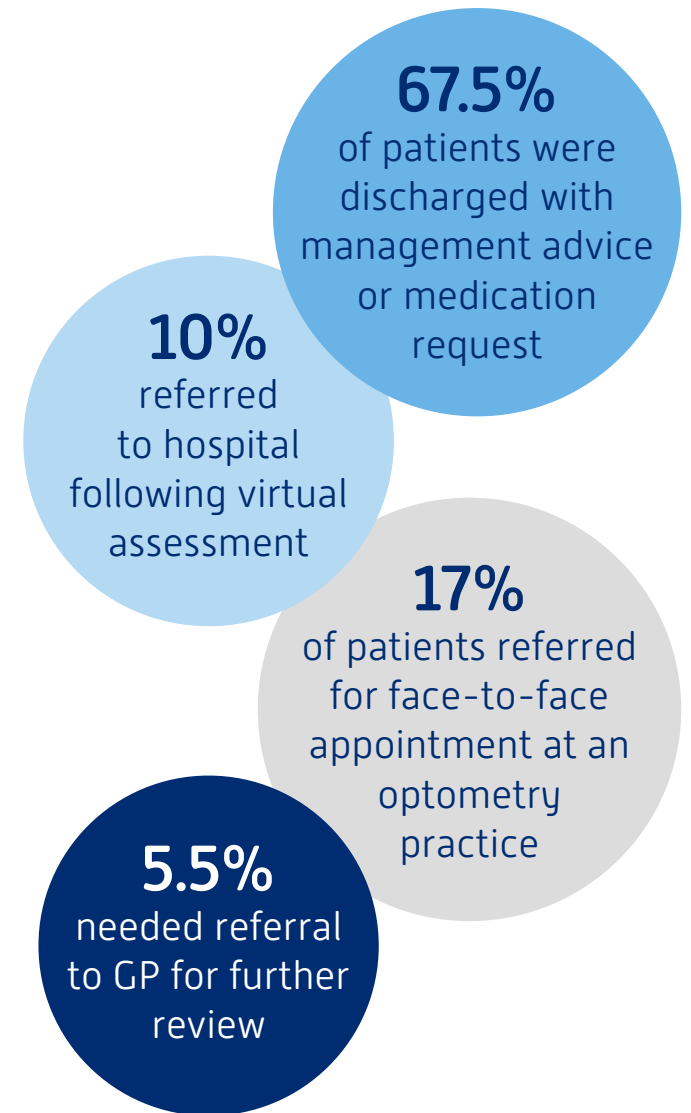 67.5%
of patients were
discharged with
management advice
or medication
request
10%
referred
to hospital
following virtual
assessment
17%
of patients referred
for face-to-face
appointment at an
optometry
practice
5.5%
needed referral
to GP for further
review